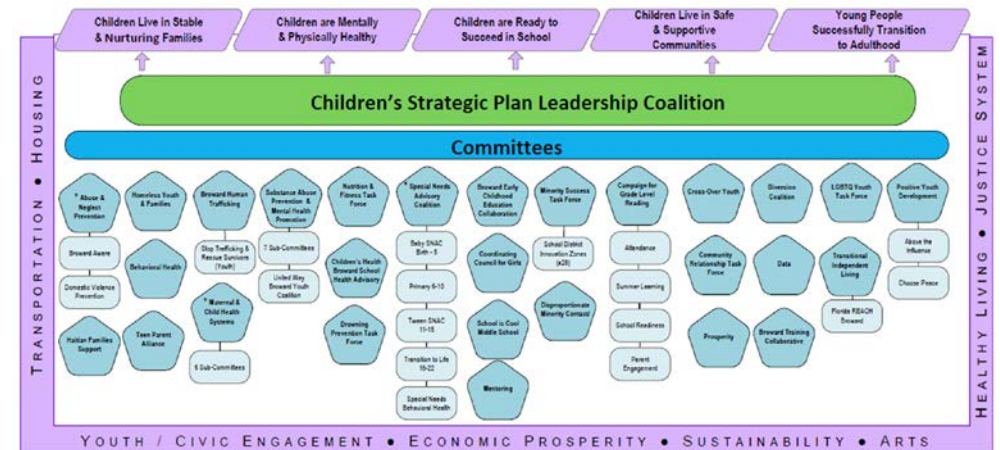 Children Live in Stable
& Nurturing Families
Children are Mentally
& Physically Healthy
Children are Ready to
Succeed in School
Children Live in Safe
& Supportive
Communities
Young People
Successfully Transition
to Adulthood
TRANSPORTATION ● HOUSING
HEALTHY LIVING ● JUSTICE SYSTEM
Children's Strategic Plan Leadership Coalition
Committees
* Abuse &
Neglect
Prevention
Broward Aware
Domestic Violence
Prevention
Haitian Families
Support
Homeless Youth
& Families
Behavioral Health
Teen Parent
Alliance
Broward Human
Trafficking
Stop Trafficking &
Rescue Survivors
(Youth)
* Maternal &
Child Health
Systems
6 Sub-Committees
Substance Abuse
Prevention &
Mental Health
Promotion
7 Sub-Committees
United Way
Broward Youth
Coalition
Nutrition &
Fitness Task
Force
Children's Health
Broward School
Health Advisory
Drowning
Prevention Task
Force
* Special Needs
Advisory
Coalition
Baby SNAC
Birth - 5
Primary 6-10
Tween SNAC
11-15
Transition to Life
16-22
Special Needs
Behavioral Health
Broward Early
Childhood
Education
Collaboration
Coordinating
Council for Girls
School is Cool
Middle School
Mentoring
Minority Success
Task Force
School District
Innovation Zones
Disproportionate
Minority Contact
Campaign for
Grade Level
Reading
Attendance
Summer Learning
School Readiness
Parent
Engagement
Cross-Over Youth
Community
Relationship Task
Force
Prosperity
Diversion
Coalition
Data
Broward Training
Collaborative
LGBTQ Youth
Task Force
Transitional
Independent
Living
Florida REACH
Broward
Positive Youth
Development
Above the
Influence
Choose Peace
YOUTH / CIVIC ENGAGEMENT ● ECONOMIC PROSPERITY ● SUSTAINABILITY ● ARTS